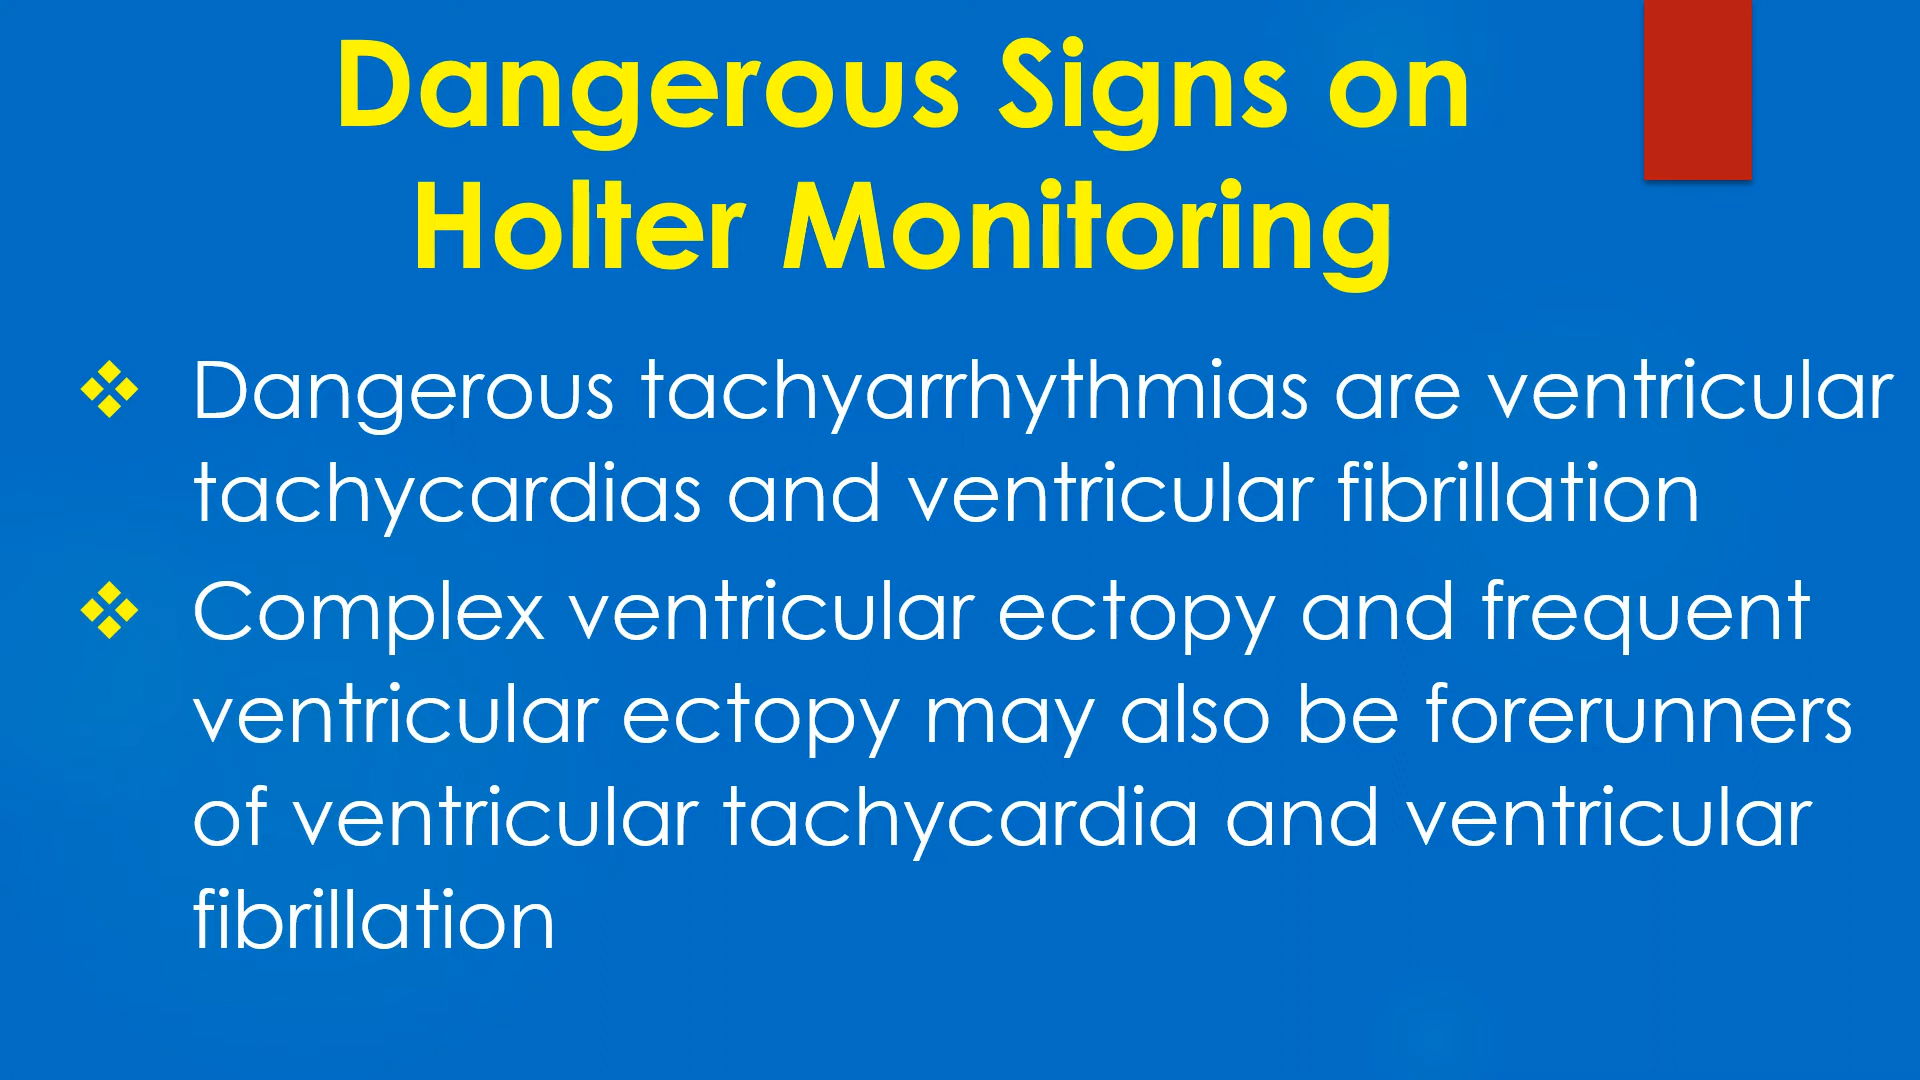 Dangerous Signs on
Holter Monitoring
Dangerous tachyarrhythmias are ventricular
tachycardias and ventricular fibrillation
Complex ventricular ectopy and frequent
ventricular ectopy may also be forerunners
of ventricular tachycardia and ventricular
fibrillation